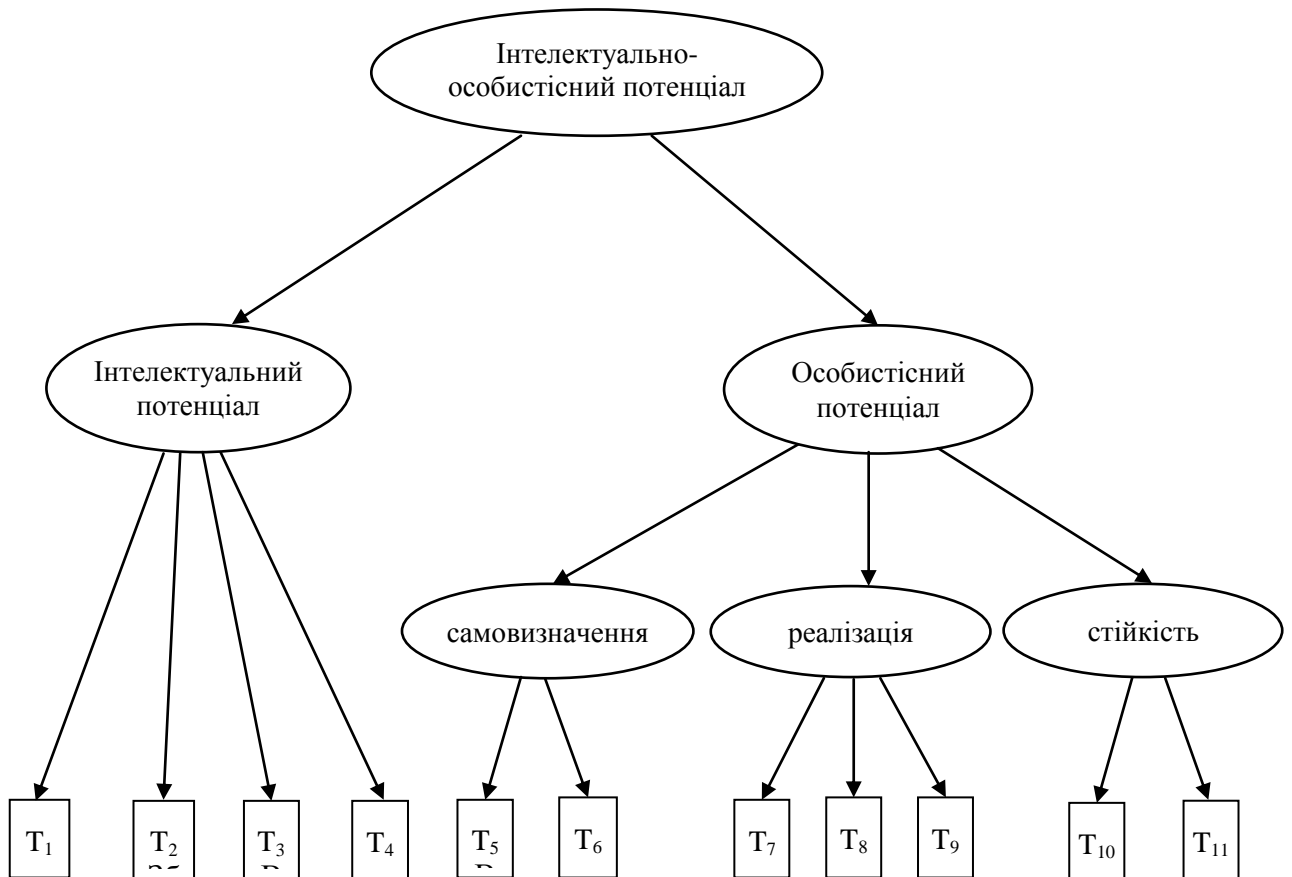 Інтелектуально-
особистісний потенціал
Інтелектуальний
потенціал
Особистісний
потенціал
самовизначення
реалізація
стійкість
T₁
T₂
T₃
T₄
T₅
T₆
T₇
T₈
T₉
T₁₀
T₁₁